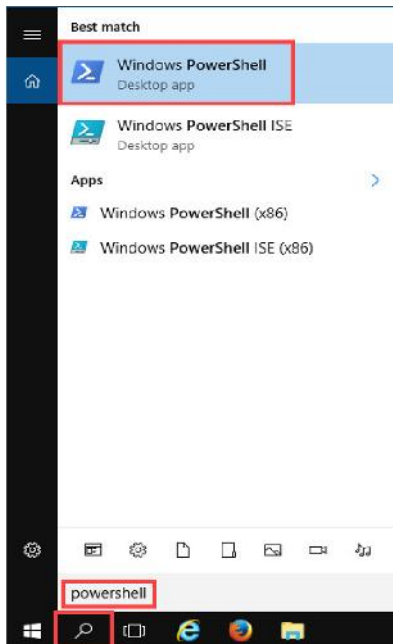 Best match
Windows PowerShell
Desktop app
Windows PowerShell ISE
Desktop app
Apps
Windows PowerShell (x86)
Windows PowerShell ISE (x86)
powershell